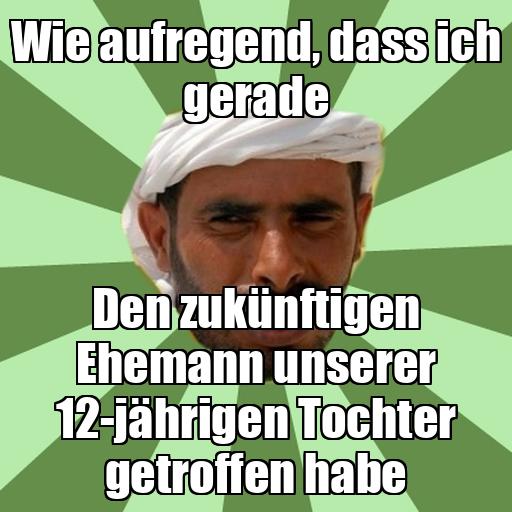 Wie aufregend, dass ich
gerade
Den zukünftigen
Ehemann unserer
12-jährigen Tochter
getroffen habe